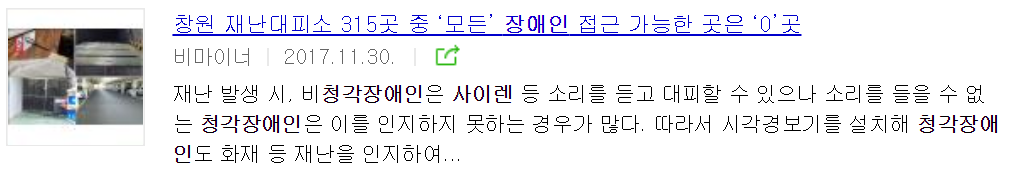 창원 재난대피소 315곳 중 ‘모든’ 장애인 접근 가능한 곳은 ‘0’곳
비마이너 | 2017.11.30. |
재난 발생 시, 비청각장애인은 사이렌 등 소리를 듣고 대피할 수 있으나 소리를 들을 수 없
는 청각장애인은 이를 인지하지 못하는 경우가 많다. 따라서 시각경보기를 설치해 청각장애
인도 화재 등 재난을 인지하여...